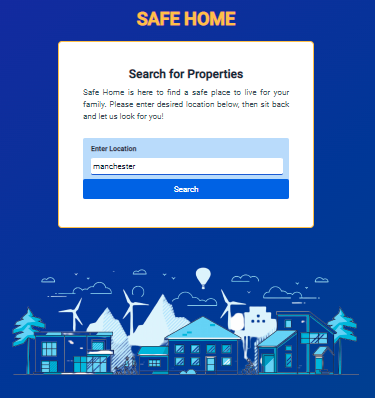 SAFE HOME
Search for Properties
Safe Home is here to find a safe place to live for your
family. Please enter desired location below, then sit back
and let us look for you!
Enter Location
manchester
Search